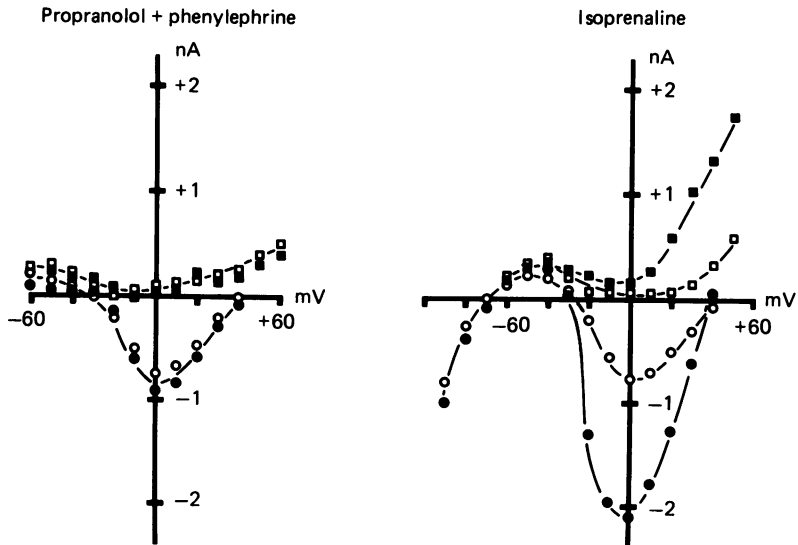 Propranolol + phenylephrine
nA
+2
+1
mV
−60
+60
−1
−2
Isoprenaline
nA
+2
+1
mV
−60
+60
−1
−2